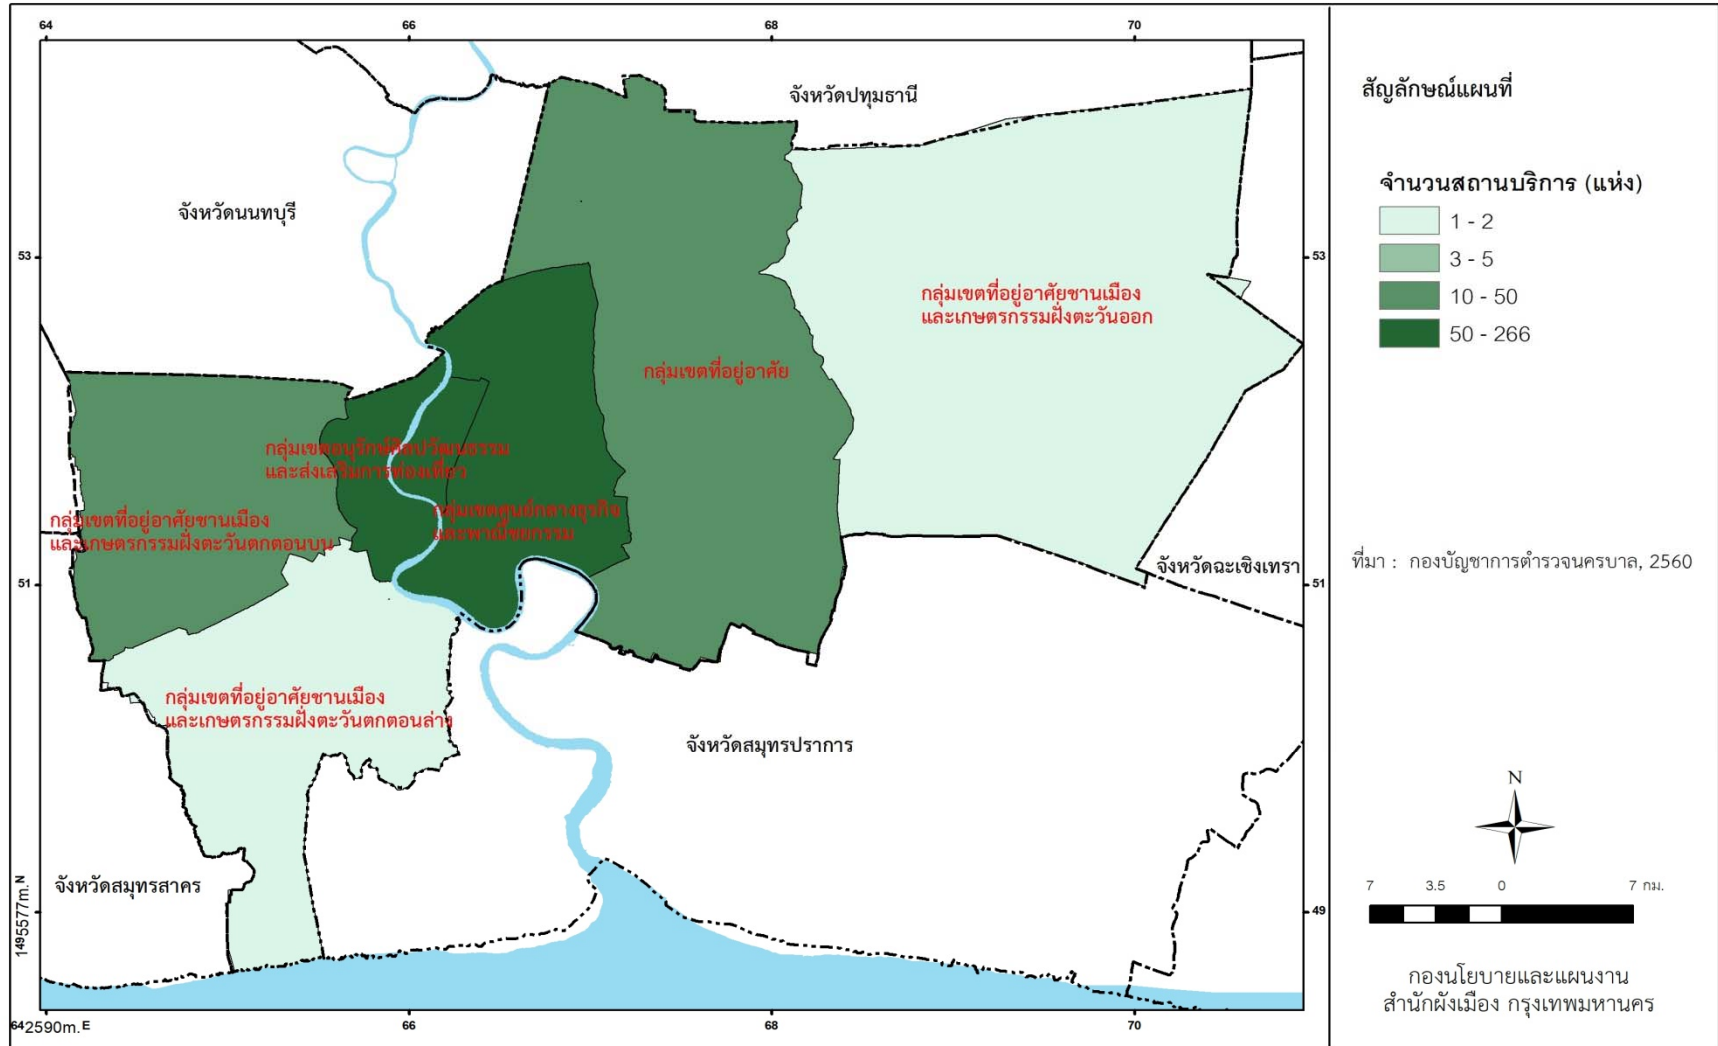 64
66
68
70
จังหวัดปทุมธานี
จังหวัดนนทบุรี
53
53
กลุ่มเขตที่อยู่อาศัยชานเมือง
และเกษตรกรรมฝั่งตะวันออก
กลุ่มเขตที่อยู่อาศัย
กลุ่มเขตอนุรักษ์ศิลปวัฒนธรรม
และส่งเสริมการท่องเที่ยว
กลุ่มเขตศูนย์กลางธุรกิจ
และพาณิชยกรรม
กลุ่มเขตที่อยู่อาศัยชานเมือง
และเกษตรกรรมฝั่งตะวันตกตอนบน
51
51
จังหวัดฉะเชิงเทรา
กลุ่มเขตที่อยู่อาศัยชานเมือง
และเกษตรกรรมฝั่งตะวันตกตอนล่าง
จังหวัดสมุทรปราการ
จังหวัดสมุทรสาคร
1495577m.N
49
642590m.E
66
68
70
สัญลักษณ์แผนที่
จำนวนสถานบริการ (แห่ง)
1 - 2
3 - 5
10 - 50
50 - 266
ที่มา : กองบัญชาการตำรวจนครบาล, 2560
N
7 3.5 0 7 กม.
กองนโยบายและแผนงาน
สำนักผังเมือง กรุงเทพมหานคร